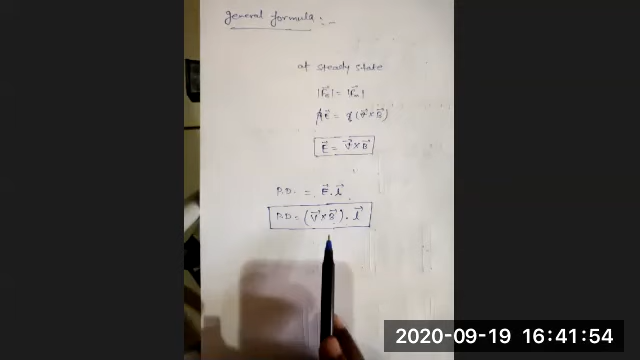 general formula :-
at steady state
|F⃗e| = |F⃗m|
qE⃗ = q(V⃗×B⃗)
E⃗ = V⃗×B⃗
P.D. = E⃗ . l⃗
P.D = (V⃗×B⃗) . l⃗
2020-09-19 16:41:54